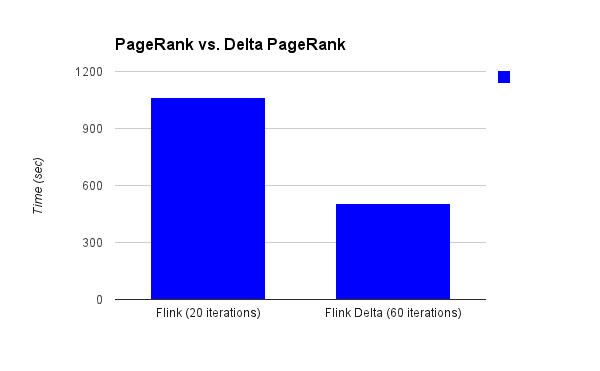 PageRank vs. Delta PageRank
1200
900
600
300
0
Time (sec)
Flink (20 iterations)
Flink Delta (60 iterations)